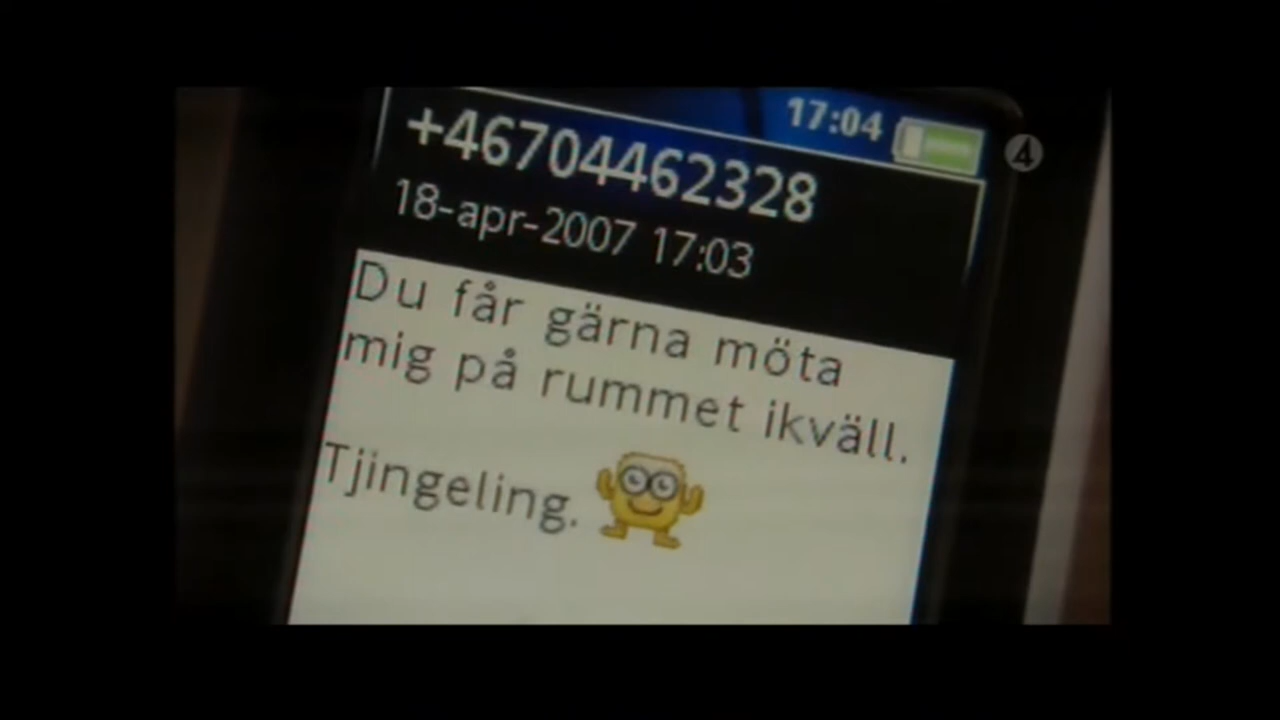 17:04
+46704462328
4
18-apr-2007 17:03
Du får gärna möta
mig på rummet ikväll.
Tjingeling.